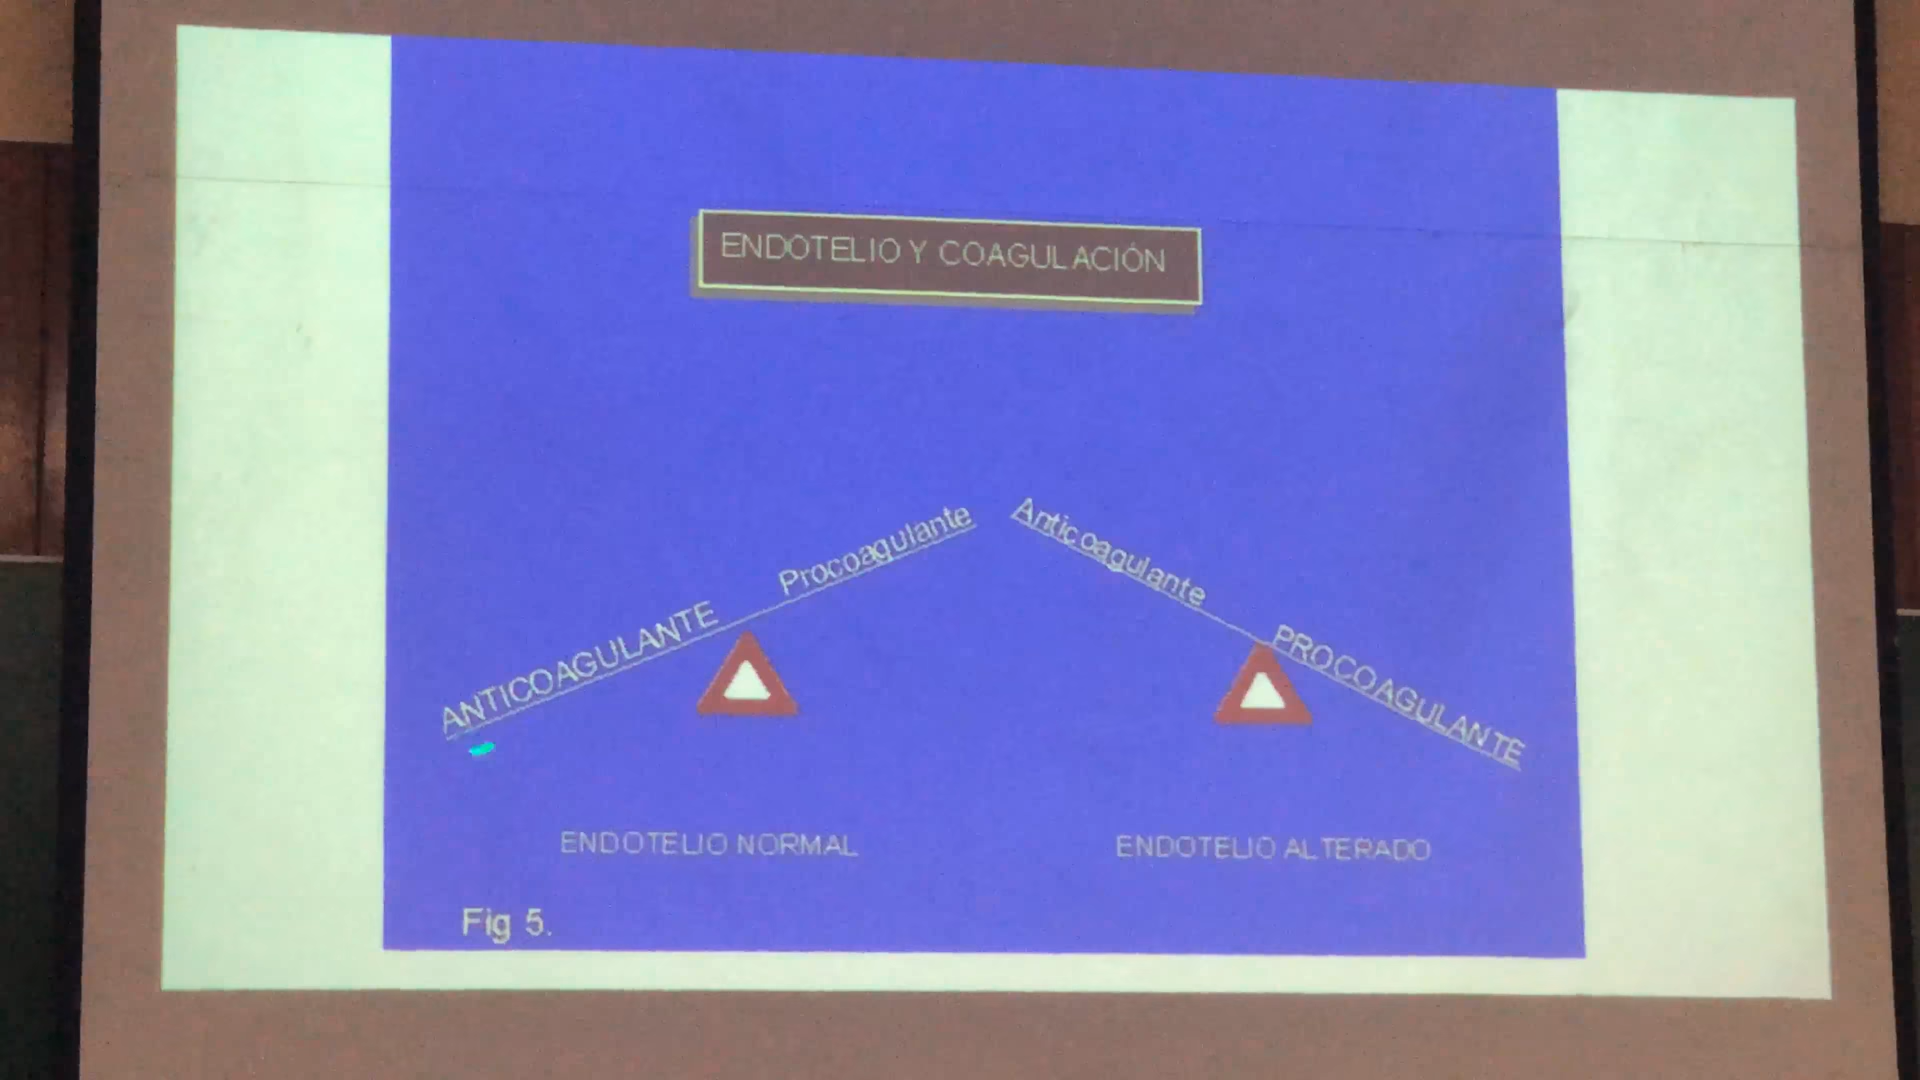 ENDOTELIO Y COAGULACIÓN
ANTICOAGULANTE
Procoagulante
Anticoagulante
PROCOAGULANTE
ENDOTELIO NORMAL
ENDOTELIO ALTERADO
Fig 5.